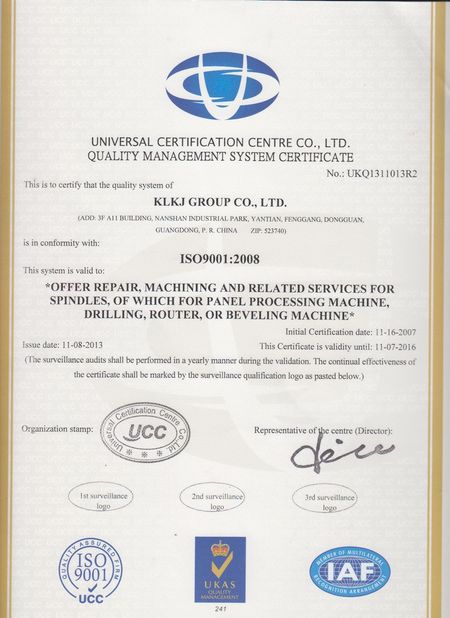 UNIVERSAL CERTIFICATION CENTRE CO., LTD.
QUALITY MANAGEMENT SYSTEM CERTIFICATE
No.: UKQ1311013R2
This is to certify that the quality system of
KLKJ GROUP CO., LTD.
(ADD: 3F A11 BUILDING, NANSHAN INDUSTRIAL PARK, YANTIAN, FENGGANG, DONGGUAN,
GUANGDONG, P. R. CHINA ZIP: 523740)
is in conformity with:
ISO9001:2008
This system is valid to:
*OFFER REPAIR, MACHINING AND RELATED SERVICES FOR
SPINDLES, OF WHICH FOR PANEL PROCESSING MACHINE,
DRILLING, ROUTER, OR BEVELING MACHINE*
Initial Certification date: 11-16-2007
Issue date: 11-08-2013 This Certificate is validity until: 11-07-2016
(The surveillance audits shall be performed in a yearly manner during the validation. The continual effectiveness of
the certificate shall be marked by the surveillance qualification logo as pasted below.)
Organization stamp: Representative of the centre (Director):
Universal Certification Centre Co.,Ltd
UCC
1st surveillance
logo
2nd surveillance
logo
3rd surveillance
logo
QUALITY ASSURED FIRM
ISO
9001
UCC
UKAS
QUALITY
MANAGEMENT
241
MEMBER OF MULTILATERAL
IAF
RECOGNITION ARRANGEMENT